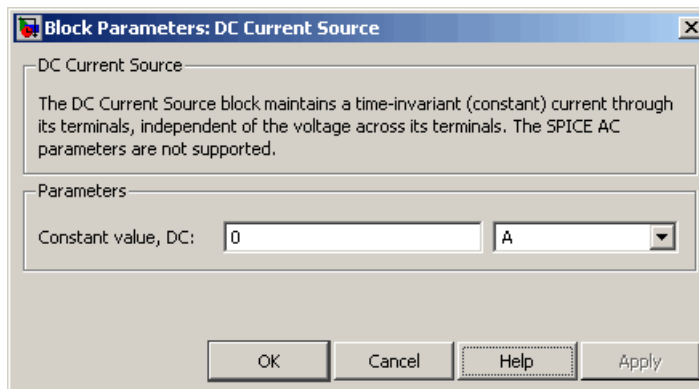 Block Parameters: DC Current Source
DC Current Source
The DC Current Source block maintains a time-invariant (constant) current through
its terminals, independent of the voltage across its terminals. The SPICE AC
parameters are not supported.
Parameters
Constant value, DC: 0 A
OK Cancel Help Apply